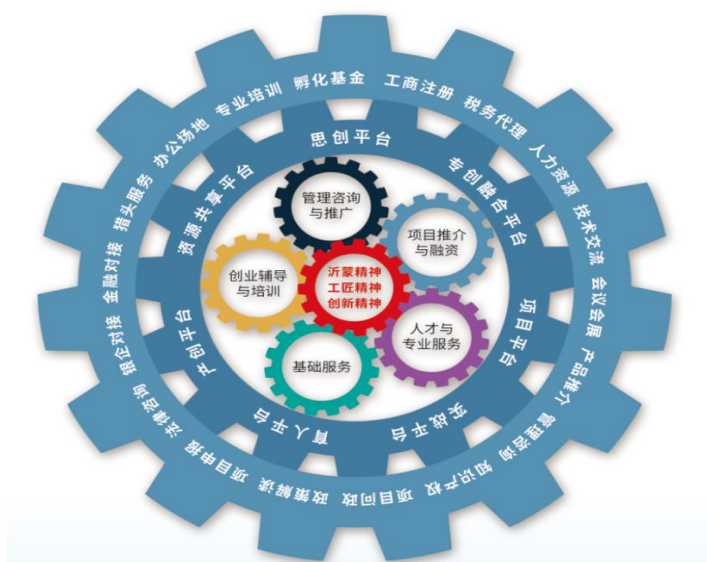 孵化基金
工商注册
税务代理
人力资源
技术交流
会议会展
产品推介
管理咨询
知识产权
项目问政
政策解读
项目申报
法律咨询
银企对接
金融对接
猎头服务
办公场地
专业培训
思创平台
专创融合平台
项目平台
实战平台
育人平台
产创平台
资源共享平台
管理咨询
与推广
项目推介
与融资
人才与
专业服务
基础服务
创业辅导
与培训
沂蒙精神
工匠精神
创新精神